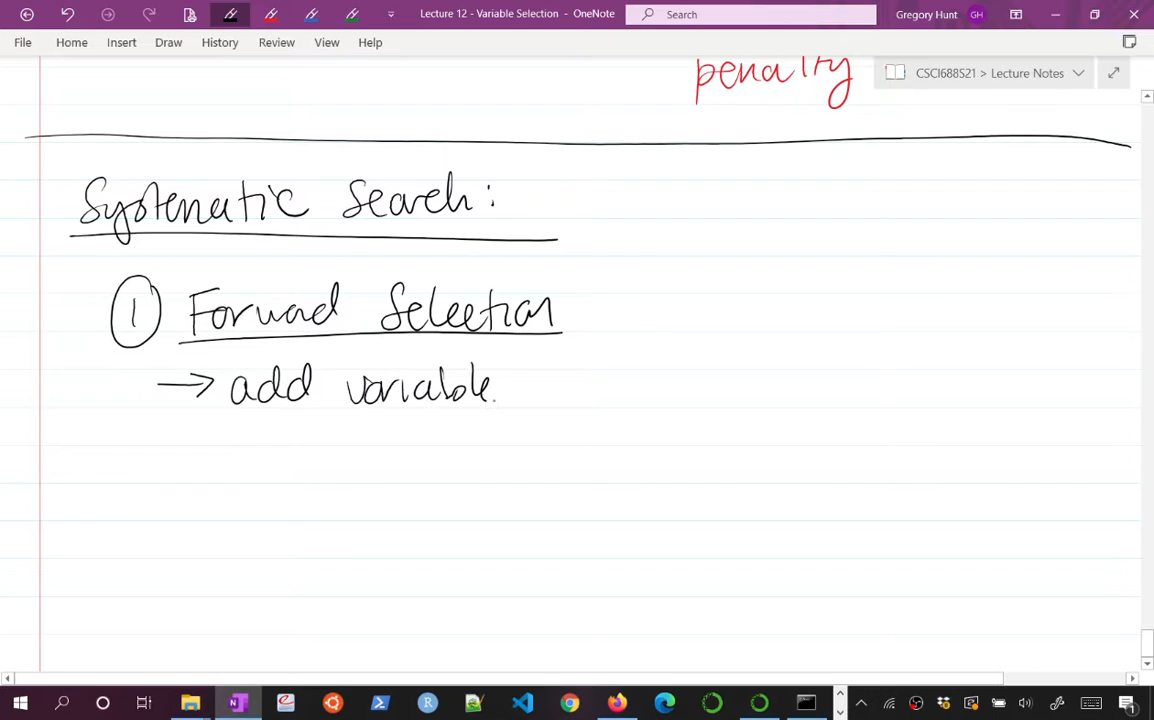 Lecture 12 - Variable Selection - OneNote
Search
Gregory Hunt GH
File Home Insert Draw History Review View Help
penalty
CSCI688S21 > Lecture Notes
Systematic Search:
① Forward Selection
→ add variable